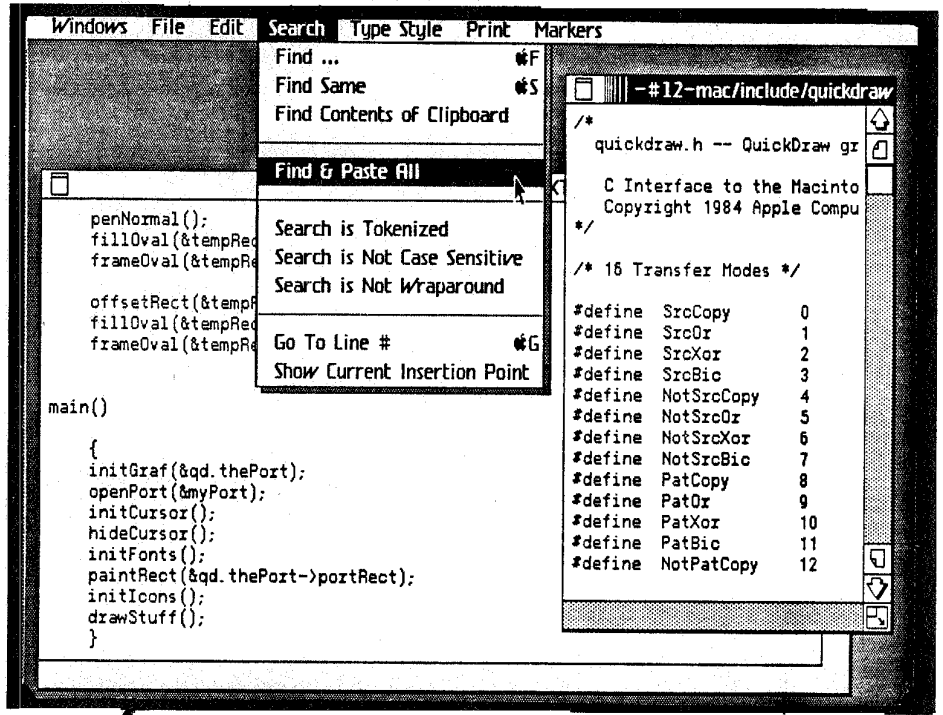 Windows File Edit Search Type Style Print Markers
Find ... F
Find Same S
Find Contents of Clipboard
Find & Paste All
Search is Tokenized
Search is Not Case Sensitive
Search is Not Wraparound
Go To Line # G
Show Current Insertion Point
penNormal();
fillOval(&tempRec
frameOval(&tempRe
offsetRect(&tempR
fillOval(&tempRec
frameOval(&tempRe
main()
{
initGraf(&qd.thePort);
openPort(&myPort);
initCursor();
hideCursor();
initFonts();
paintRect(&qd.thePort->portRect);
initIcons();
drawStuff();
}
-#12-mac/include/quickdraw
/*
quickdraw.h -- QuickDraw gr
C Interface to the Macinto
Copyright 1984 Apple Compu
*/
/* 16 Transfer Modes */
#define SrcCopy 0
#define SrcOr 1
#define SrcXor 2
#define SrcBic 3
#define NotSrcCopy 4
#define NotSrcOr 5
#define NotSrcXor 6
#define NotSrcBic 7
#define PatCopy 8
#define PatOr 9
#define PatXor 10
#define PatBic 11
#define NotPatCopy 12